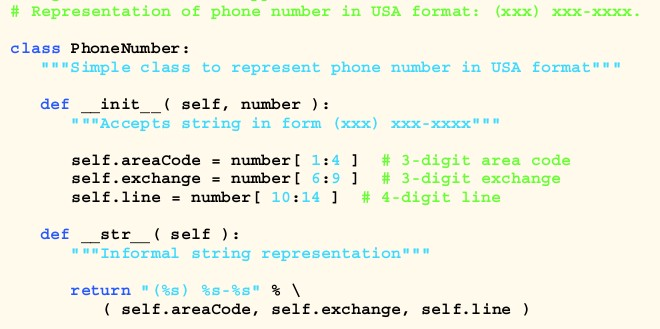 # Representation of phone number in USA format: (xxx) xxx-xxxx.
class PhoneNumber:
"""Simple class to represent phone number in USA format"""
def __init__( self, number ):
"""Accepts string in form (xxx) xxx-xxxx"""
self.areaCode = number[ 1:4 ]  # 3-digit area code
self.exchange = number[ 6:9 ]  # 3-digit exchange
self.line = number[ 10:14 ]  # 4-digit line
def __str__( self ):
"""Informal string representation"""
return "(%s) %s-%s" % \
( self.areaCode, self.exchange, self.line )